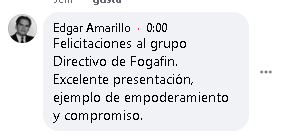 Edgar Amarillo · 0:00
Felicitaciones al grupo
Directivo de Fogafin.
Excelente presentación,
ejemplo de empoderamiento
y compromiso.